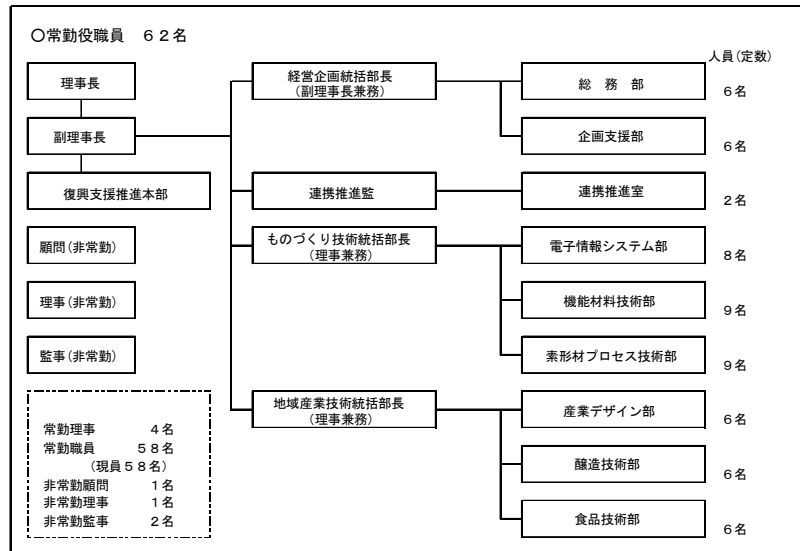 〇常勤役職員　６２名
人員(定数)
理事長
経営企画統括部長
(副理事長兼務)
総　務　部
６名
副理事長
企画支援部
６名
復興支援推進本部
連携推進監
連携推進室
２名
顧問(非常勤)
ものづくり技術統括部長
(理事兼務)
電子情報システム部
８名
理事(非常勤)
機能材料技術部
９名
監事(非常勤)
素形材プロセス技術部
９名
地域産業技術統括部長
(理事兼務)
産業デザイン部
６名
醸造技術部
６名
食品技術部
６名
常勤理事　４名
常勤職員　５８名
(現員５８名)
非常勤顧問　１名
非常勤理事　１名
非常勤監事　２名